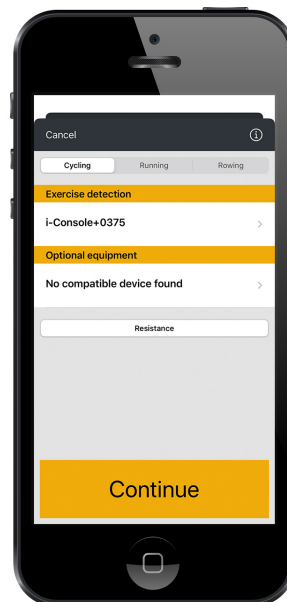 Cancel
Cycling Running Rowing
Exercise detection
i-Console+0375
Optional equipment
No compatible device found
Resistance
Continue